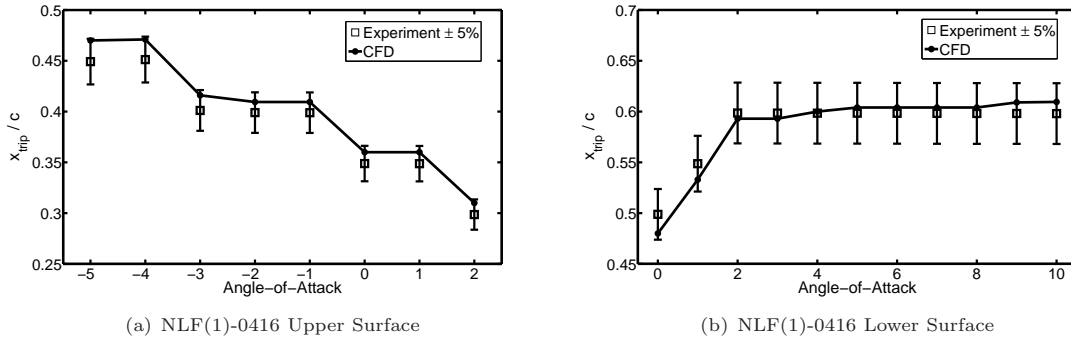 0.5
0.45
0.4
0.35
0.3
0.25
x_trip / c
−5 −4 −3 −2 −1 0 1 2
Angle−of−Attack
Experiment ± 5%
CFD
(a) NLF(1)-0416 Upper Surface
0.7
0.65
0.6
0.55
0.5
0.45
x_trip / c
0 2 4 6 8 10
Angle−of−Attack
Experiment ± 5%
CFD
(b) NLF(1)-0416 Lower Surface